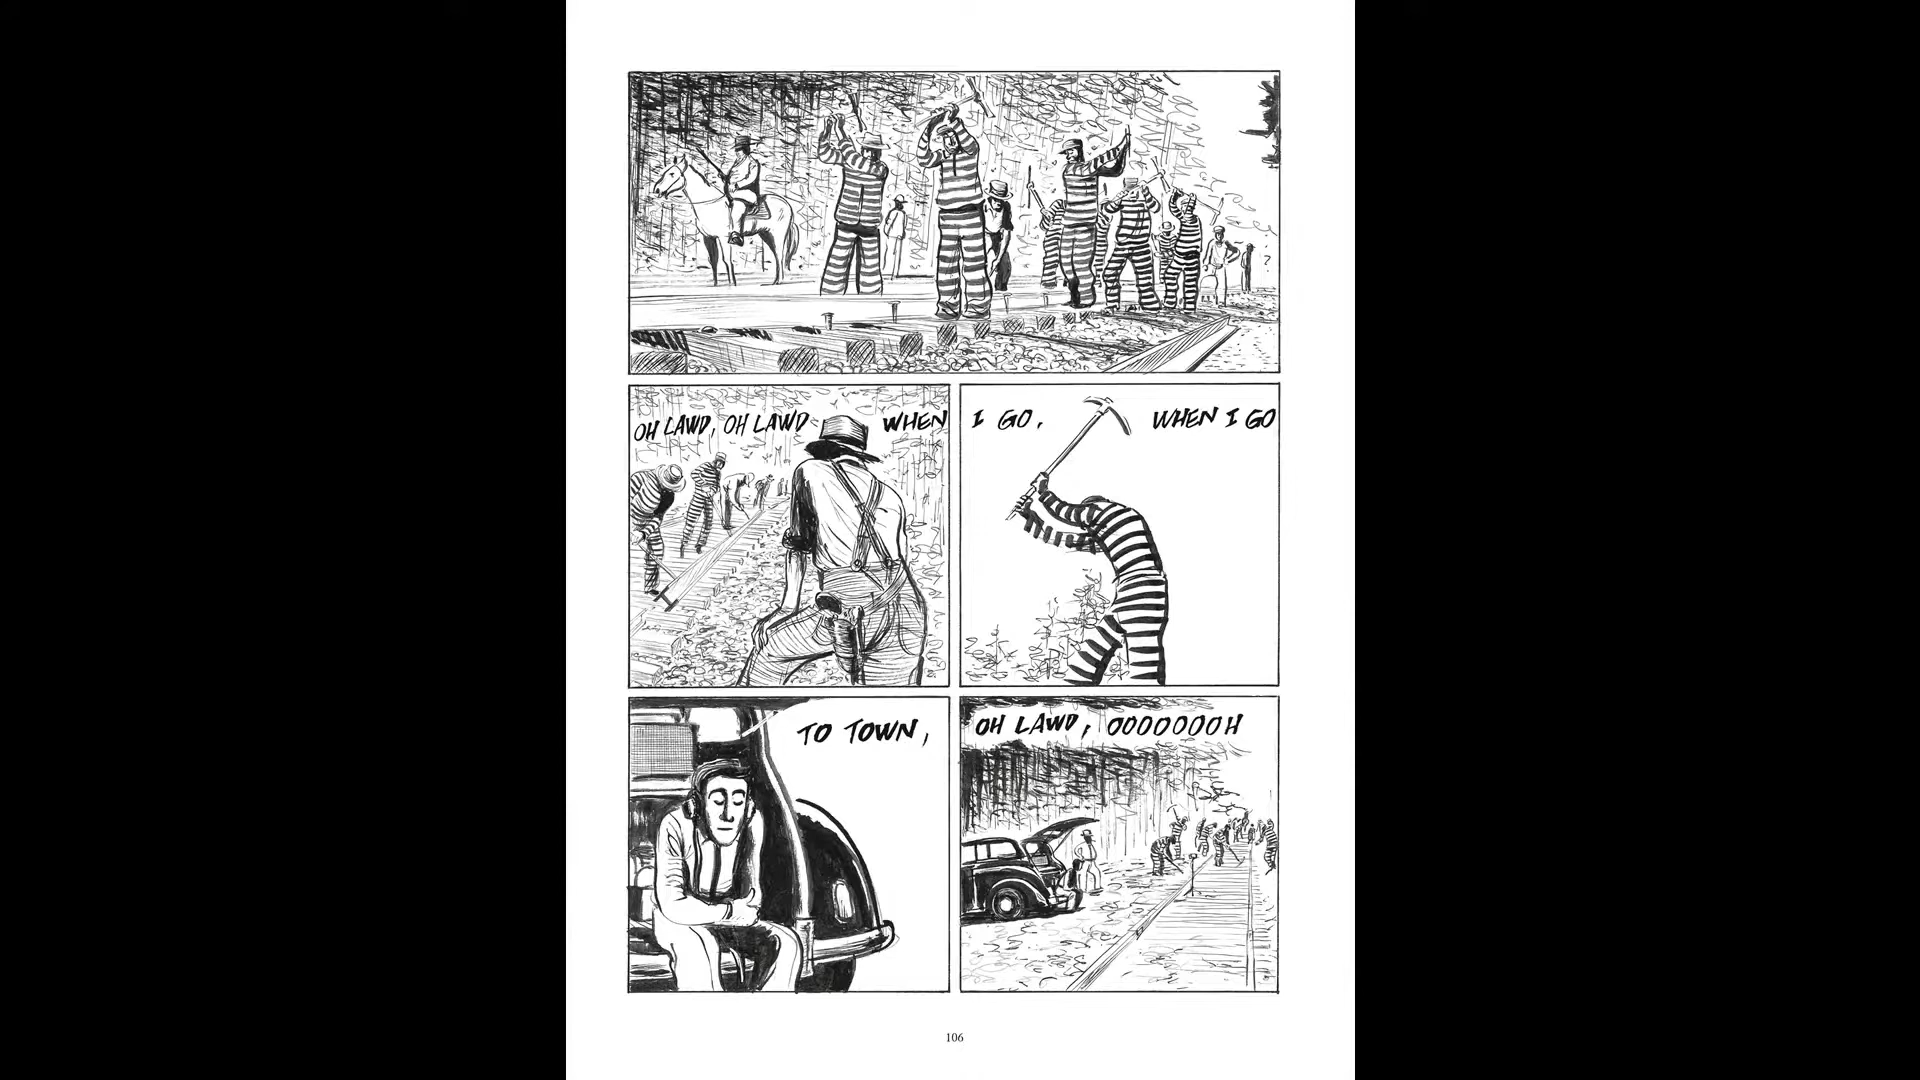 OH LAWD, OH LAWD WHEN
I GO, WHEN I GO
TO TOWN,
OH LAWD, OOOOOOOH
106